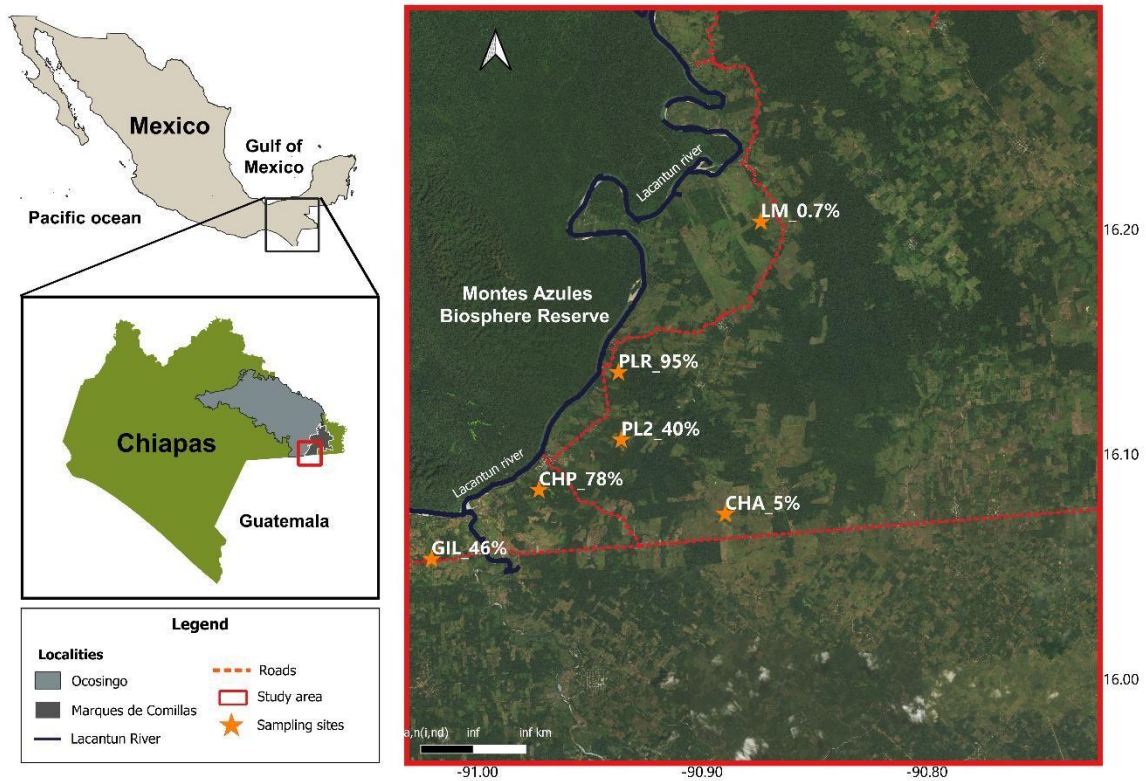 Mexico
Gulf of
Mexico
Pacific ocean
Chiapas
Guatemala
Legend
Localities
Ocosingo
Marques de Comillas
Lacantun River
Roads
Study area
Sampling sites
Lacantun river
LM_0.7%
Montes Azules
Biosphere Reserve
PLR_95%
PL2_40%
Lacantun river
CHP_78%
CHA_5%
GIL_46%
a,n(i,nd) inf inf km
16.20
16.10
16.00
-91.00 -90.90 -90.80